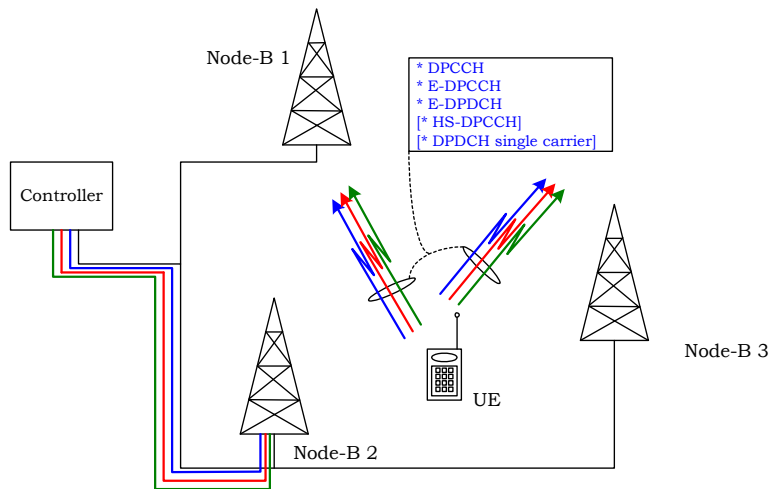 Node-B 1
* DPCCH
* E-DPCCH
* E-DPDCH
[* HS-DPCCH]
[* DPDCH single carrier]
Controller
Node-B 3
UE
Node-B 2